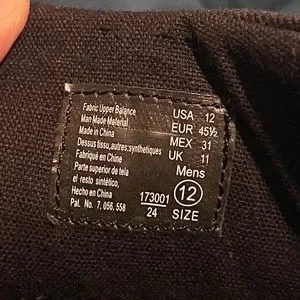 Fabric Upper Balance
Man Made Material
Made in China
Dessus tissu,autres:synthetiques
Fabriqué en Chine
Parte superior de tela
el resto sintético,
Hecho en China
Pat. No. 7, 056, 558
USA 12
EUR 45½
MEX 31
UK 11
Mens
173001
24
12
SIZE